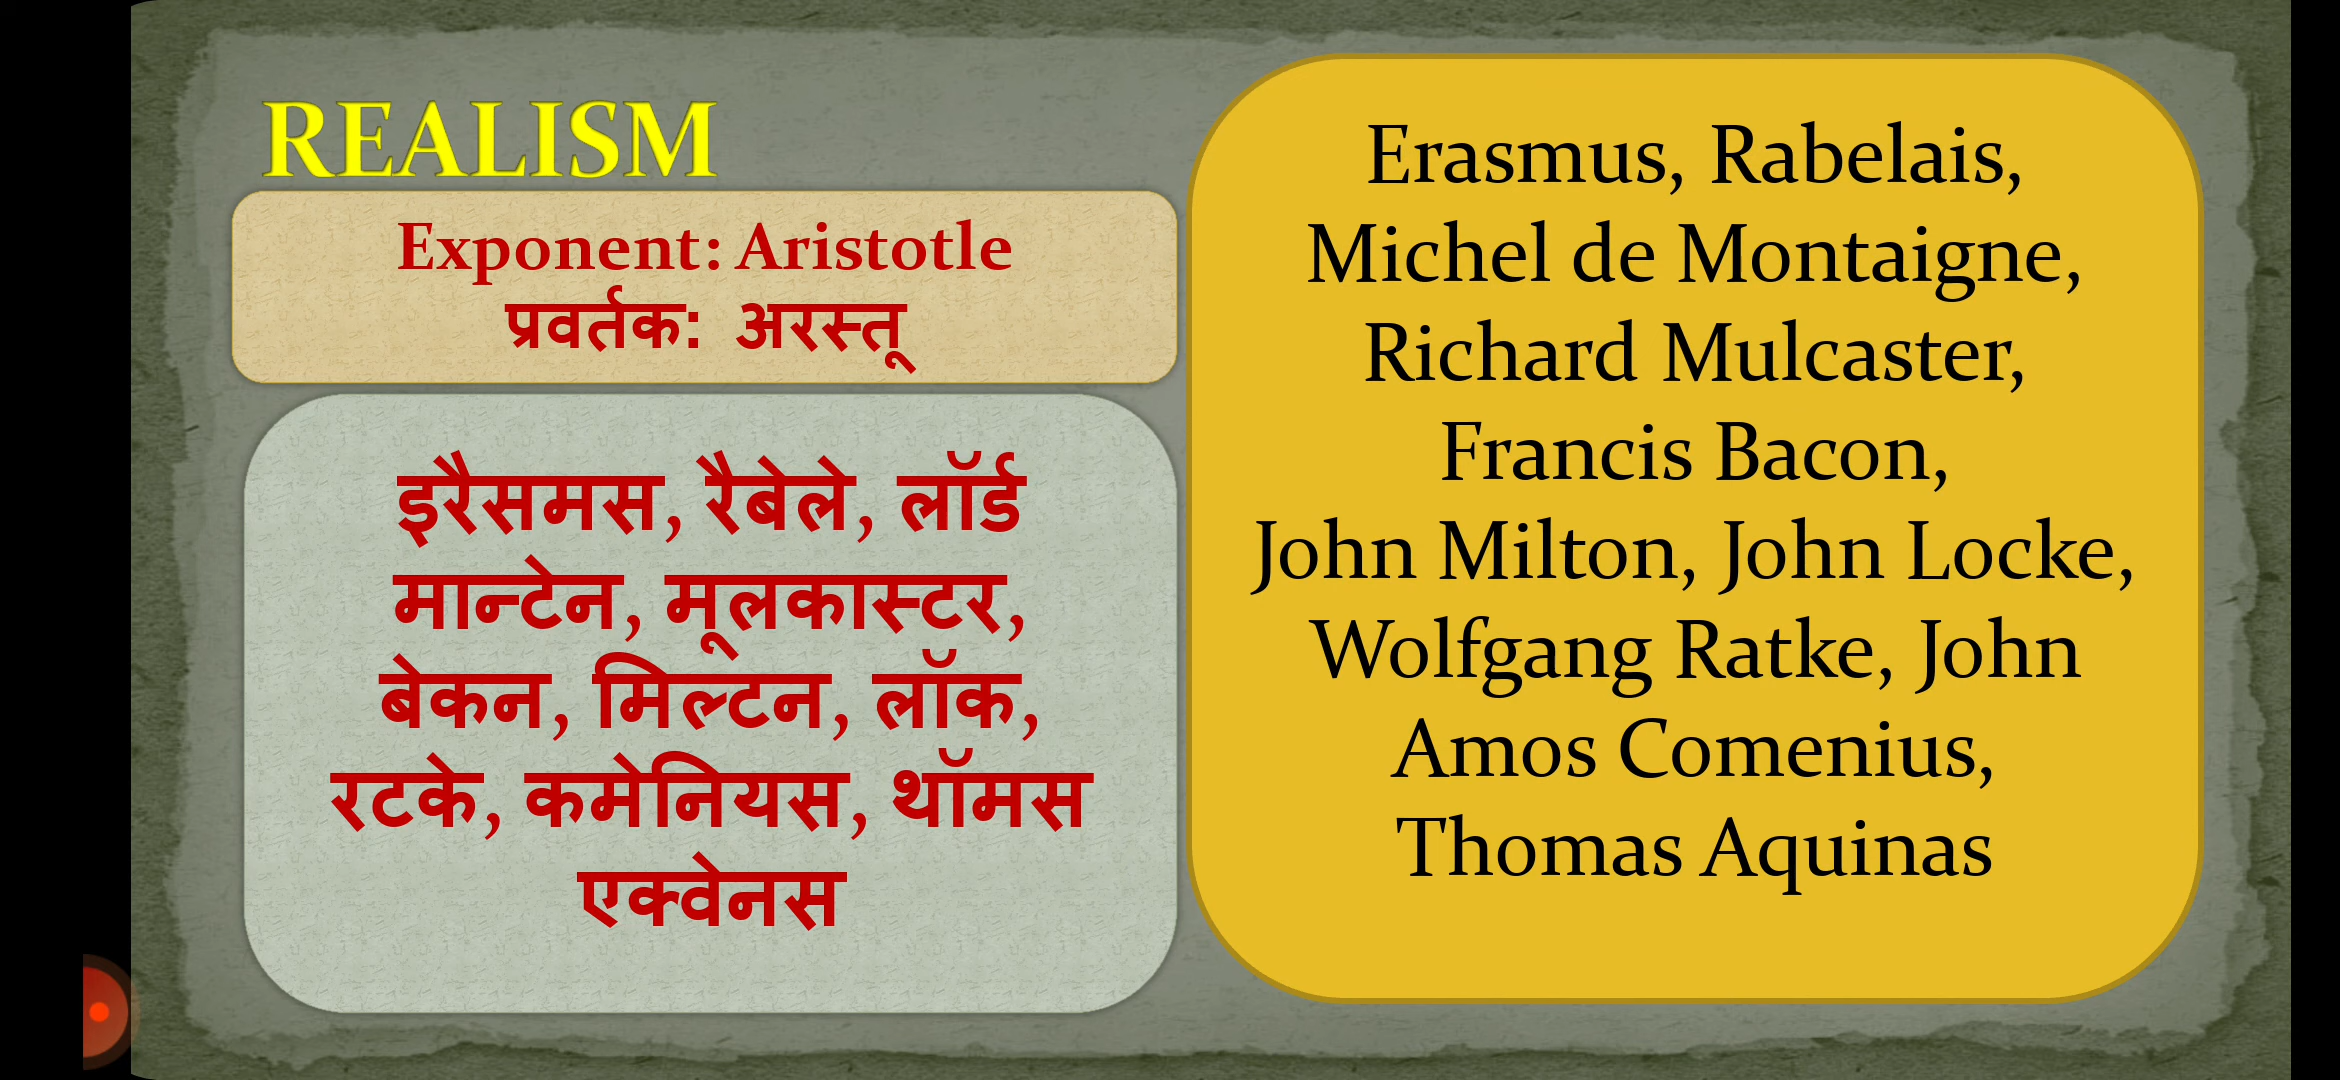 REALISM
Exponent: Aristotle
प्रवर्तक: अरस्तू
इरैसमस, रैबेले, लॉर्ड
मान्टेन, मूलकास्टर,
बेकन, मिल्टन, लॉक,
रटके, कमेनियस, थॉमस
एक्वेनस
Erasmus, Rabelais,
Michel de Montaigne,
Richard Mulcaster,
Francis Bacon,
John Milton, John Locke,
Wolfgang Ratke, John
Amos Comenius,
Thomas Aquinas